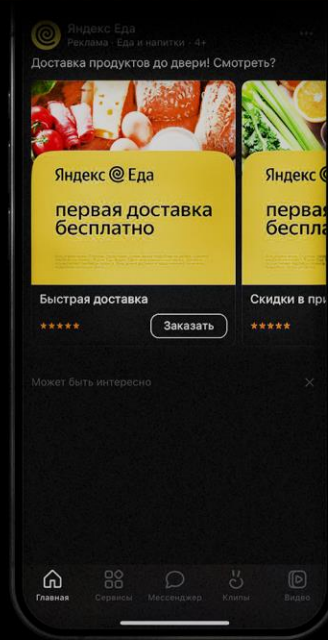 Яндекс Еда
Реклама · Еда и напитки · 4+
Доставка продуктов до двери! Смотреть?
Яндекс Еда
первая доставка
бесплатно
Яндекс
первая
беспла
Быстрая доставка
Заказать
Скидки в при
Может быть интересно
Главная
Сервисы
Мессенджер
Клипы
Видео